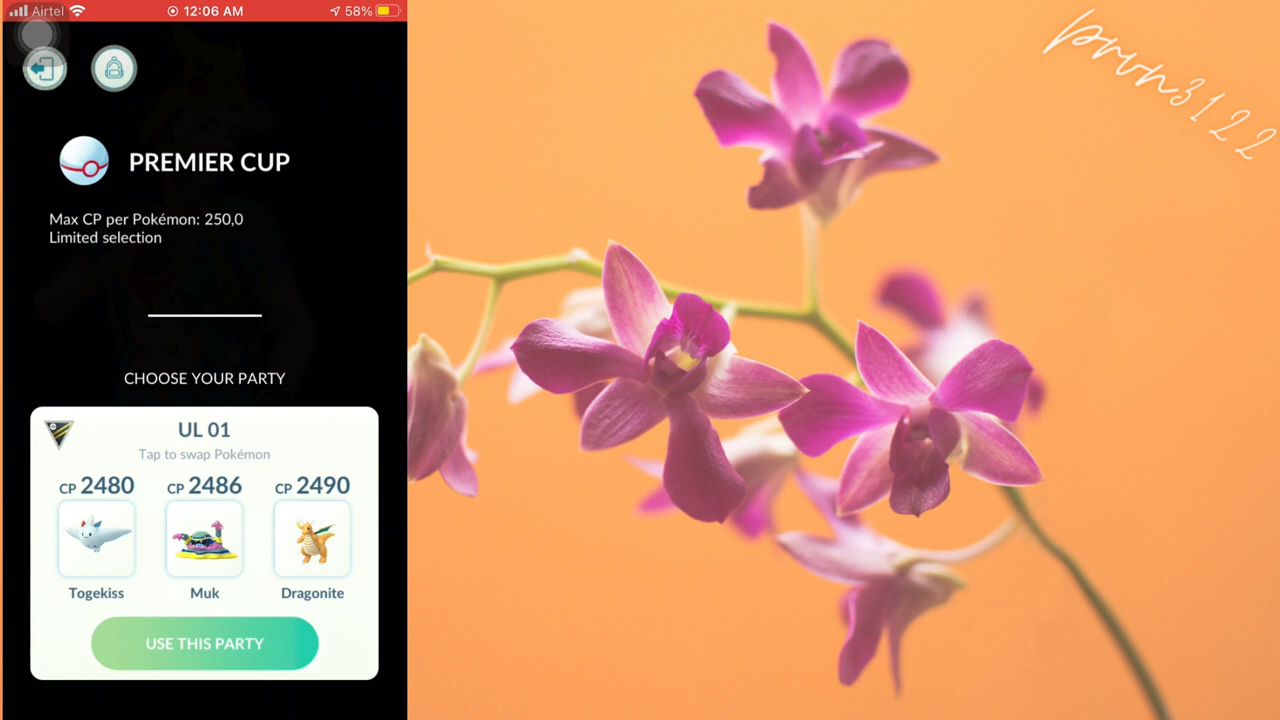 Airtel 12:06 AM 58%
PREMIER CUP
Max CP per Pokémon: 250,0
Limited selection
CHOOSE YOUR PARTY
UL 01
Tap to swap Pokémon
CP 2480 CP 2486 CP 2490
Togekiss Muk Dragonite
USE THIS PARTY
prvn3122